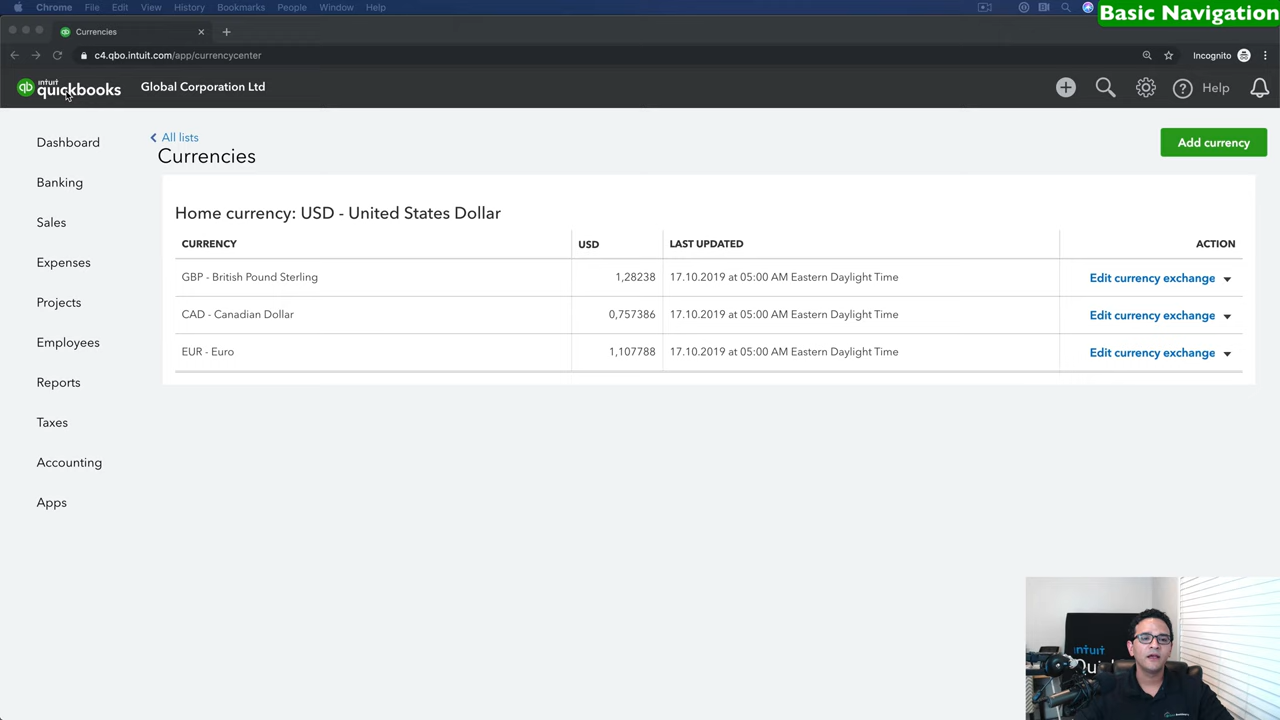 Chrome File Edit View History Bookmarks People Window Help
Basic Navigation
Currencies
c4.qbo.intuit.com/app/currencycenter
Incognito
intuit
quickbooks
qb
Global Corporation Ltd
Help
Dashboard
Banking
Sales
Expenses
Projects
Employees
Reports
Taxes
Accounting
Apps
All lists
Currencies
Add currency
Home currency: USD - United States Dollar
CURRENCY USD LAST UPDATED ACTION
GBP - British Pound Sterling 1,28238 17.10.2019 at 05:00 AM Eastern Daylight Time Edit currency exchange
CAD - Canadian Dollar 0,757386 17.10.2019 at 05:00 AM Eastern Daylight Time Edit currency exchange
EUR - Euro 1,107788 17.10.2019 at 05:00 AM Eastern Daylight Time Edit currency exchange
intuit